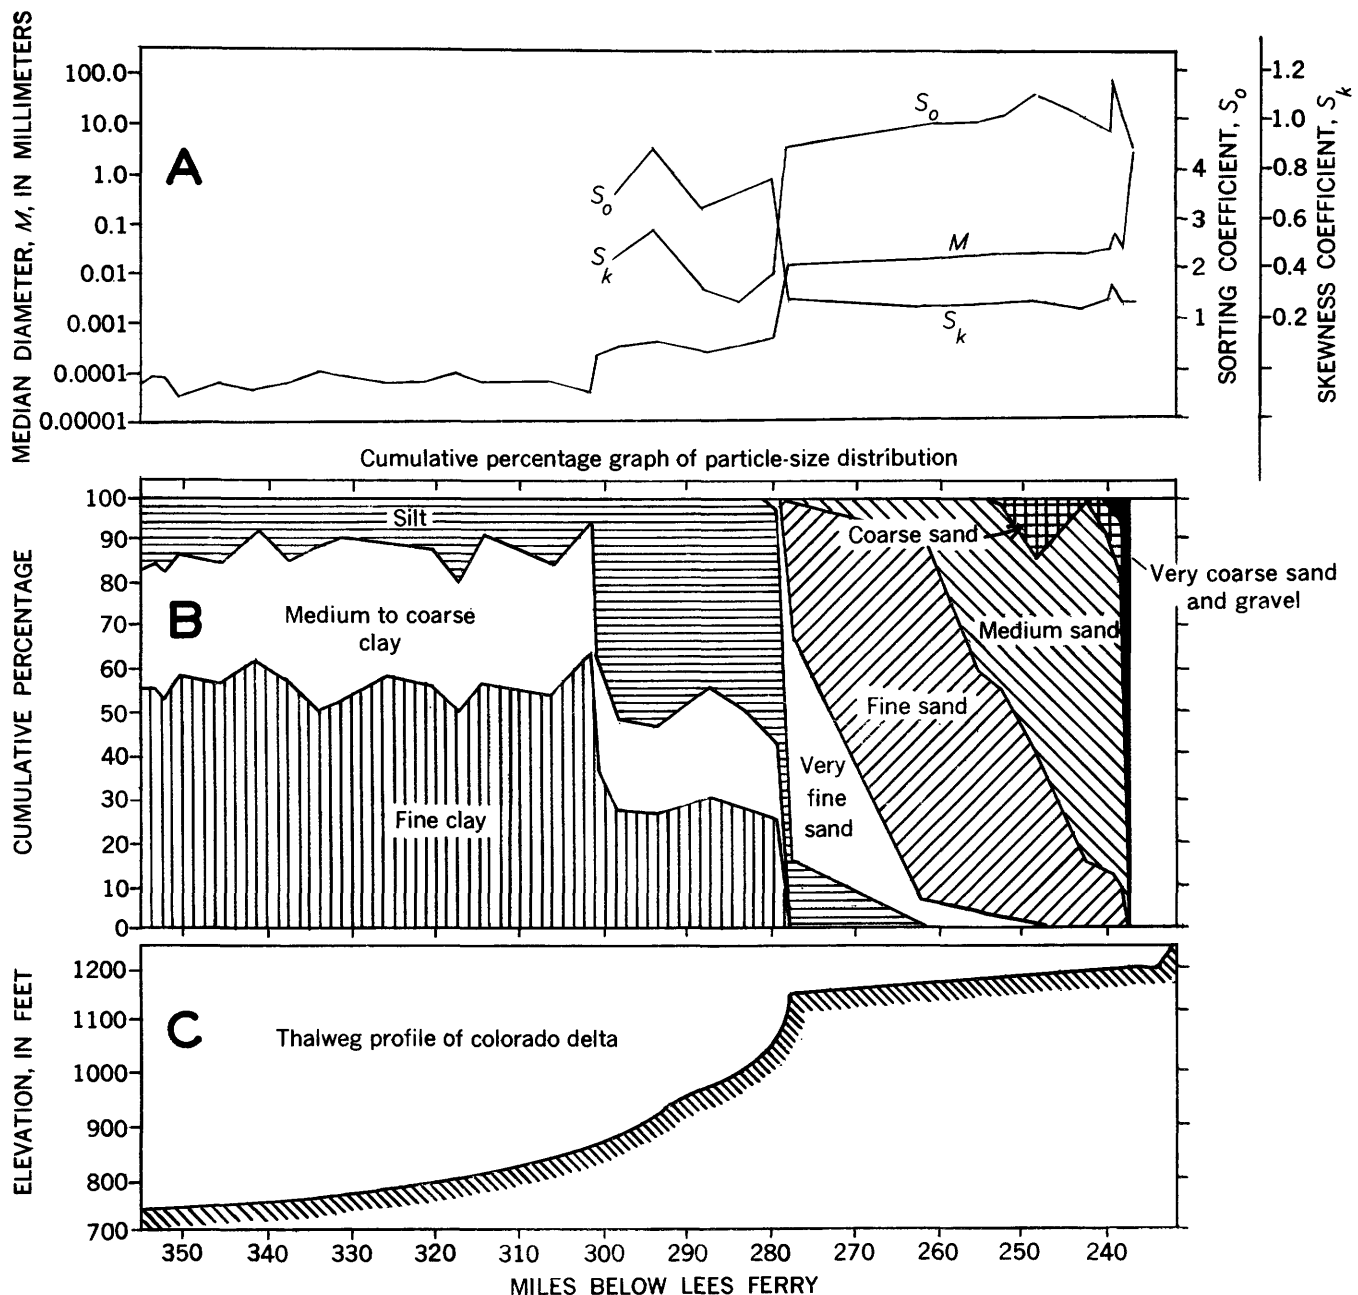 MEDIAN DIAMETER, M, IN MILLIMETERS
100.0
10.0
1.0
0.1
0.01
0.001
0.0001
0.00001
A
So
Sk
So
M
Sk
4
3
2
1
SORTING COEFFICIENT, So
1.2
1.0
0.8
0.6
0.4
0.2
SKEWNESS COEFFICIENT, Sk
Cumulative percentage graph of particle-size distribution
CUMULATIVE PERCENTAGE
100
90
80
70
60
50
40
30
20
10
0
B
Silt
Medium to coarse
clay
Fine clay
Very
fine
sand
Fine sand
Medium sand
Coarse sand
Very coarse sand
and gravel
ELEVATION, IN FEET
1200
1100
1000
900
800
700
C
Thalweg profile of colorado delta
350 340 330 320 310 300 290 280 270 260 250 240
MILES BELOW LEES FERRY